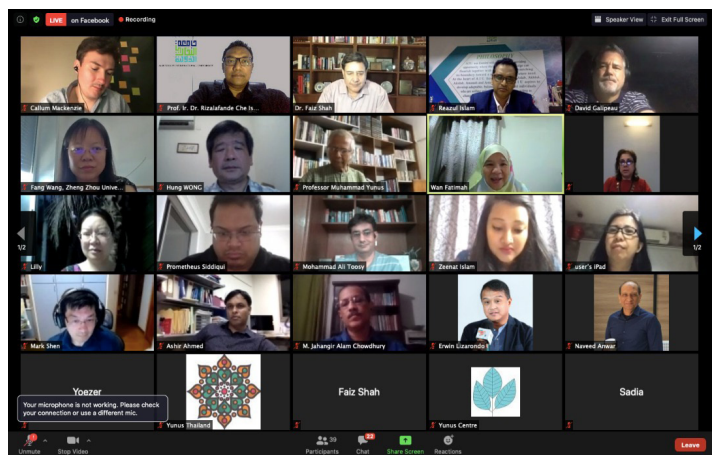 LIVE on Facebook Recording
Speaker View Exit Full Screen
Callum Mackenzie
Prof. Ir. Dr. Rizalafande Che Is...
Dr. Faiz Shah
Reazul Islam
David Galipeau
Fang Wang, Zheng Zhou Unive...
Hung WONG
Professor Muhammad Yunus
Wan Fatimah
Lilly
Prometheus Siddiqui
Mohammad Ali Toosy
Zeenat Islam
user's iPad
1/2
1/2
Mark Shen
Ashir Ahmed
M. Jahangir Alam Chowdhury
Erwin Lizarondo
Naveed Anwar
Yoezer
Faiz Shah
Sadia
Your microphone is not working. Please check
your connection or use a different mic.
Yunus Thailand
Yunus Centre
1
39
23
Unmute
Stop Video
Participants
Chat
Share Screen
Reactions
Leave